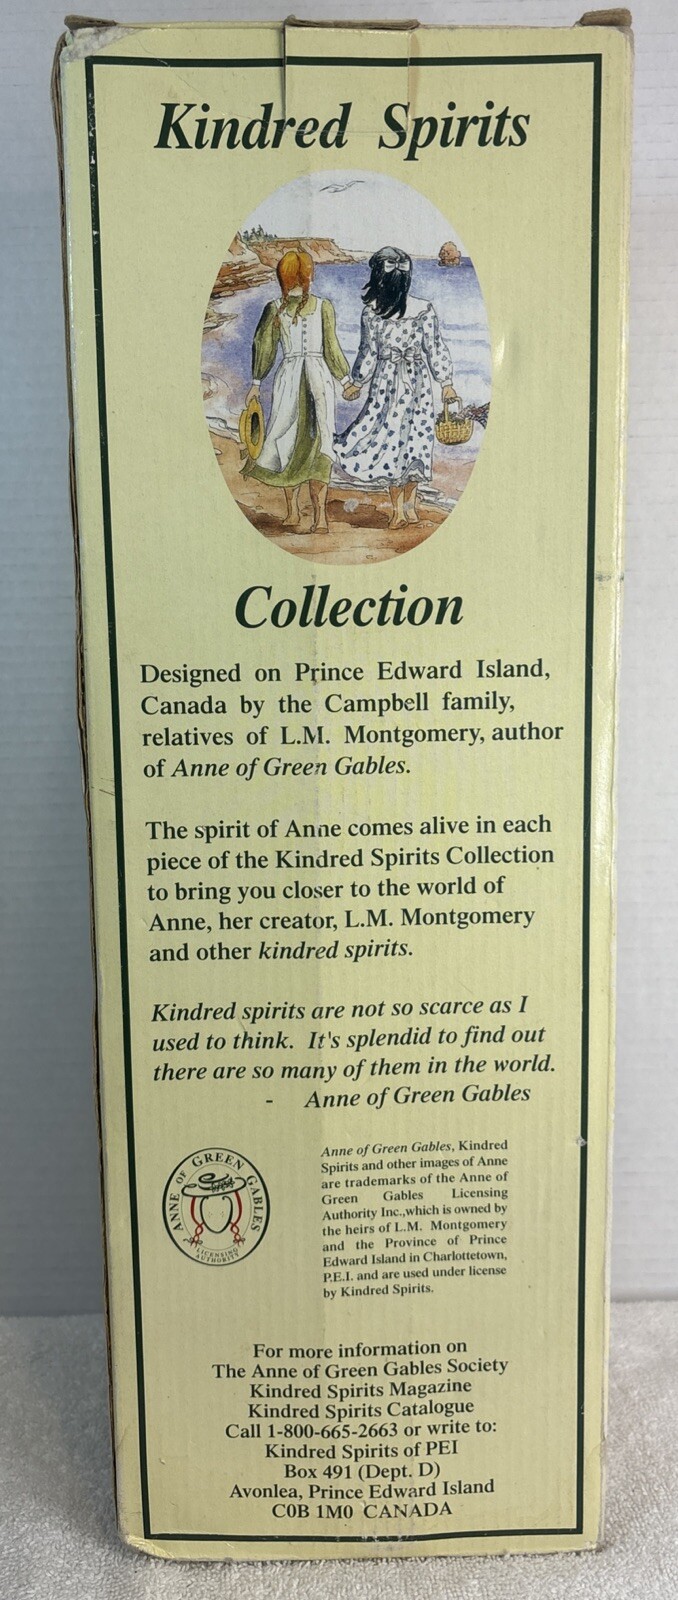 Kindred Spirits
Collection
Designed on Prince Edward Island,
Canada by the Campbell family,
relatives of L.M. Montgomery, author
of Anne of Green Gables.
The spirit of Anne comes alive in each
piece of the Kindred Spirits Collection
to bring you closer to the world of
Anne, her creator, L.M. Montgomery
and other kindred spirits.
Kindred spirits are not so scarce as I
used to think. It's splendid to find out
there are so many of them in the world.
- Anne of Green Gables
ANNE OF GREEN GABLES
LICENSING
AUTHORITY
Anne of Green Gables, Kindred
Spirits and other images of Anne
are trademarks of the Anne of
Green Gables Licensing
Authority Inc.,which is owned by
the heirs of L.M. Montgomery
and the Province of Prince
Edward Island in Charlottetown,
P.E.I. and are used under license
by Kindred Spirits.
For more information on
The Anne of Green Gables Society
Kindred Spirits Magazine
Kindred Spirits Catalogue
Call 1-800-665-2663 or write to:
Kindred Spirits of PEI
Box 491 (Dept. D)
Avonlea, Prince Edward Island
C0B 1M0 CANADA